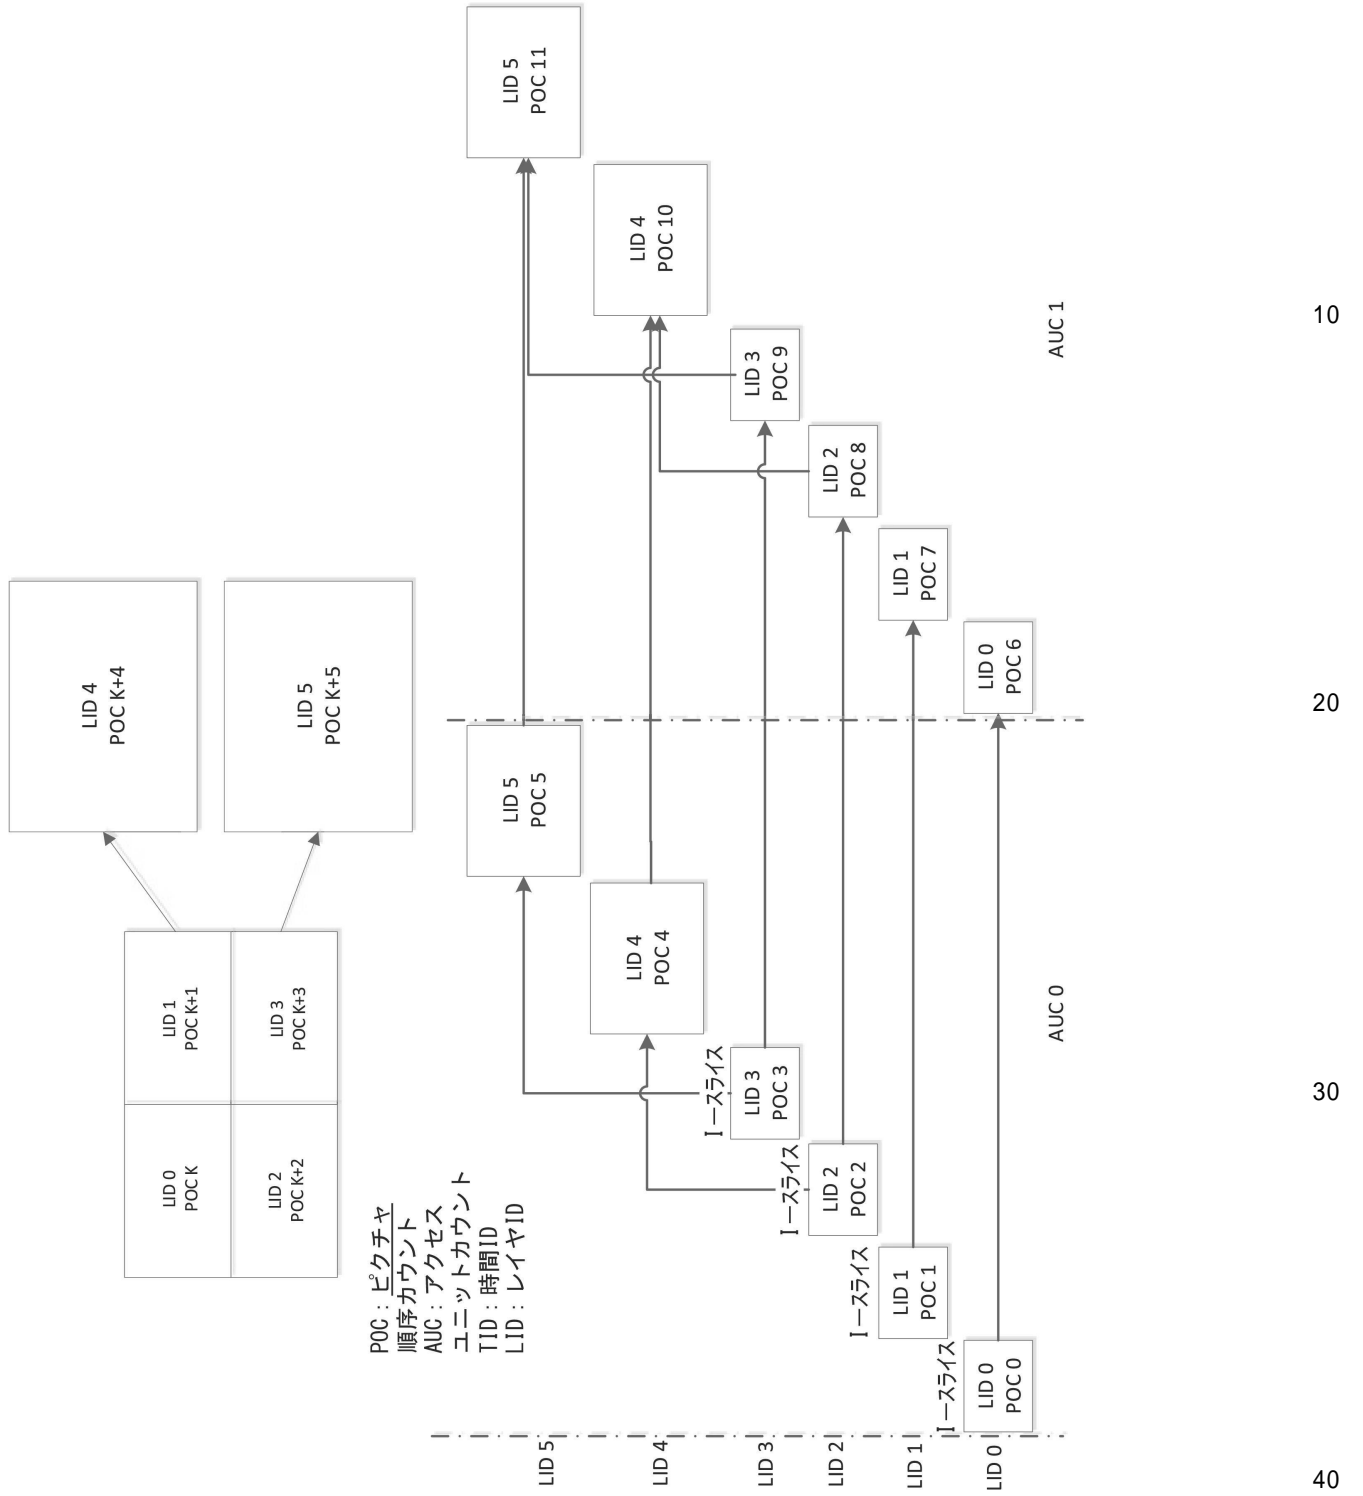 LID 4
POC K+4
LID 5
POC K+5
LID 0
POC K
LID 1
POC K+1
LID 2
POC K+2
LID 3
POC K+3
POC：ピクチャ
順序カウント
AUC：アクセス
ユニットカウント
TID：時間ID
LID：レイヤID
LID 5
LID 5
POC 5
LID 5
POC 11
LID 4
LID 4
POC 4
LID 4
POC 10
LID 3
I－スライス
LID 3
POC 3
LID 3
POC 9
LID 2
I－スライス
LID 2
POC 2
LID 2
POC 8
LID 1
I－スライス
LID 1
POC 1
LID 1
POC 7
LID 0
I－スライス
LID 0
POC 0
LID 0
POC 6
AUC 0
AUC 1
10
20
30
40